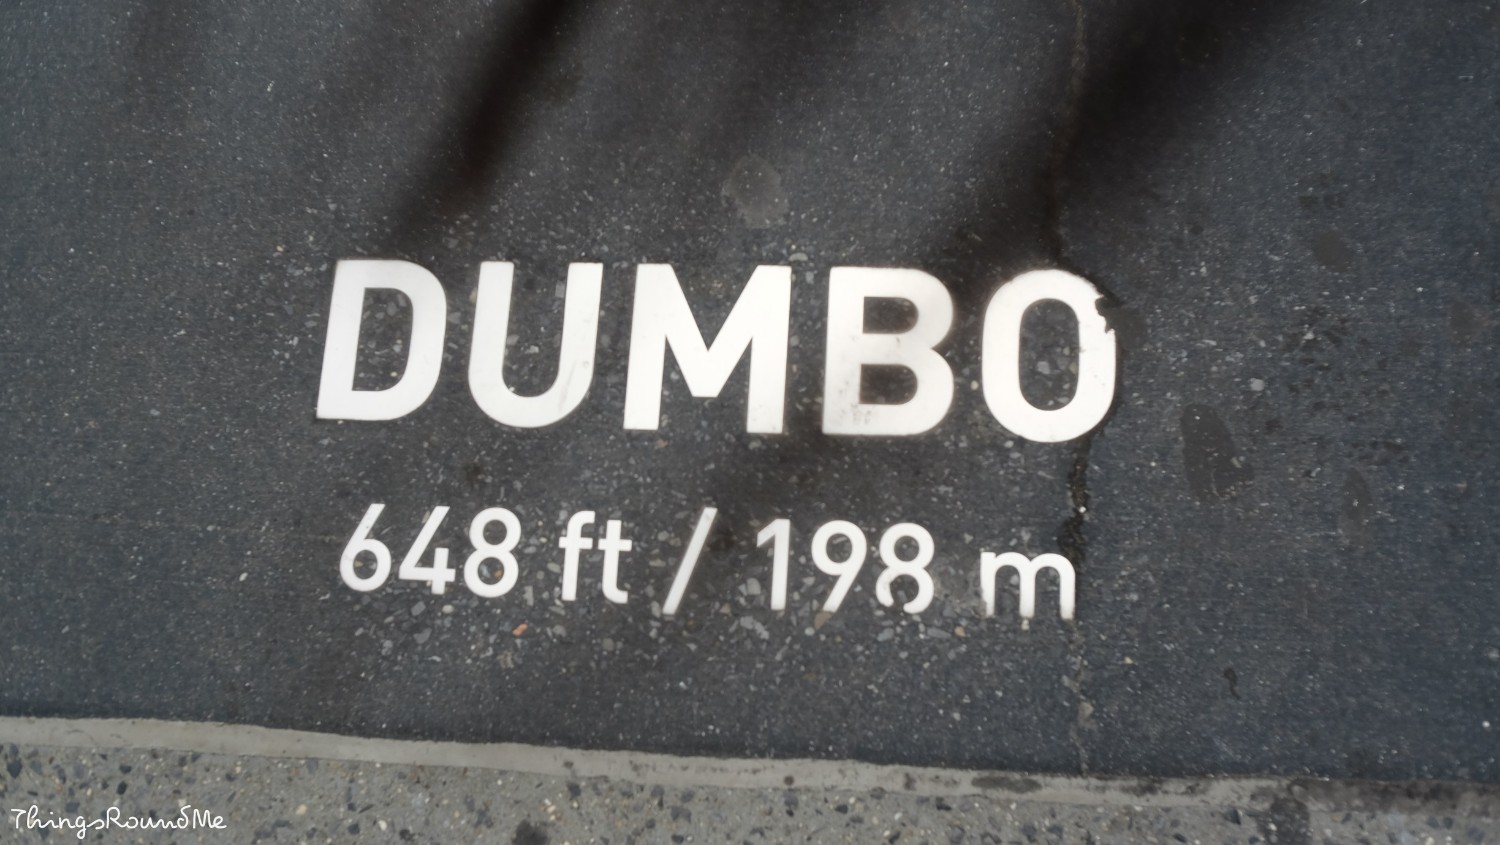 DUMBO
648 ft / 198 m
ThingsRoundMe